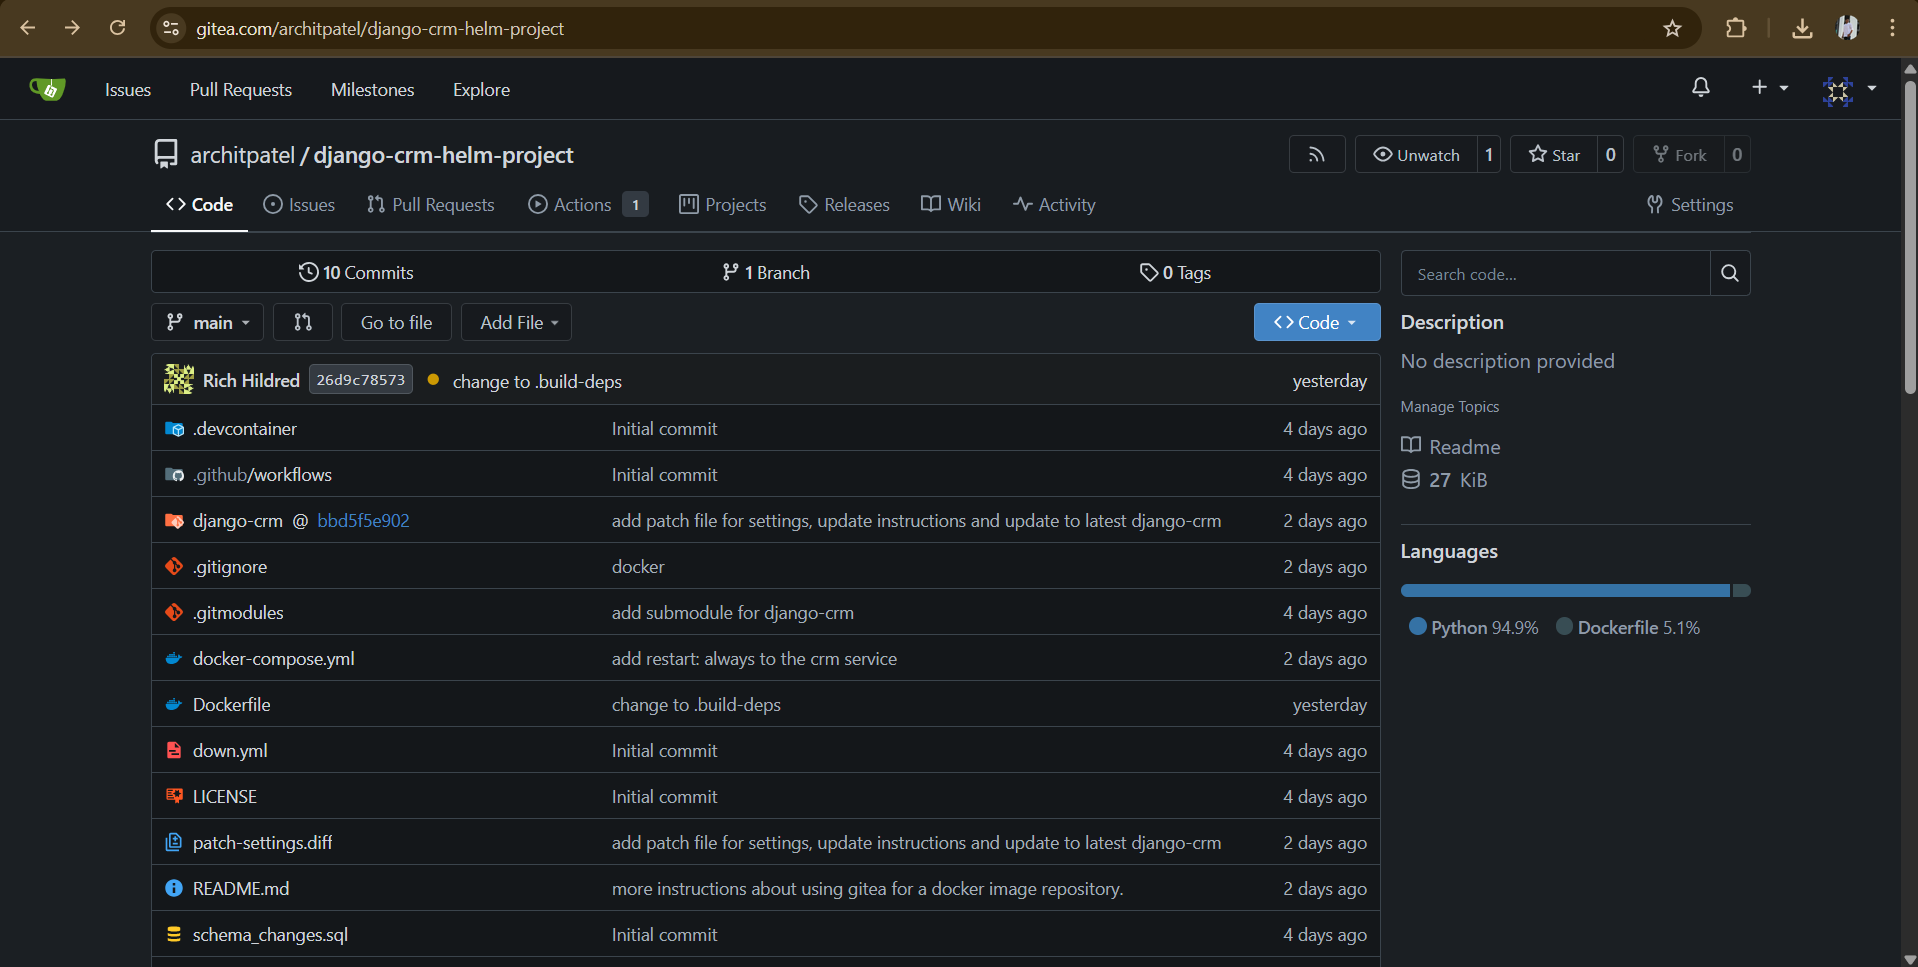 gitea.com/architpatel/django-crm-helm-project
Issues Pull Requests Milestones Explore
architpatel / django-crm-helm-project
Unwatch 1 Star 0 Fork 0
Code Issues Pull Requests Actions 1 Projects Releases Wiki Activity Settings
10 Commits 1 Branch 0 Tags
Search code...
main Go to file Add File Code
Description
No description provided
Manage Topics
Readme
27 KiB
Languages
Python 94.9% Dockerfile 5.1%
Rich Hildred 26d9c78573 change to .build-deps yesterday
.devcontainer Initial commit 4 days ago
.github/workflows Initial commit 4 days ago
django-crm @ bbd5f5e902 add patch file for settings, update instructions and update to latest django-crm 2 days ago
.gitignore docker 2 days ago
.gitmodules add submodule for django-crm 4 days ago
docker-compose.yml add restart: always to the crm service 2 days ago
Dockerfile change to .build-deps yesterday
down.yml Initial commit 4 days ago
LICENSE Initial commit 4 days ago
patch-settings.diff add patch file for settings, update instructions and update to latest django-crm 2 days ago
README.md more instructions about using gitea for a docker image repository. 2 days ago
schema_changes.sql Initial commit 4 days ago